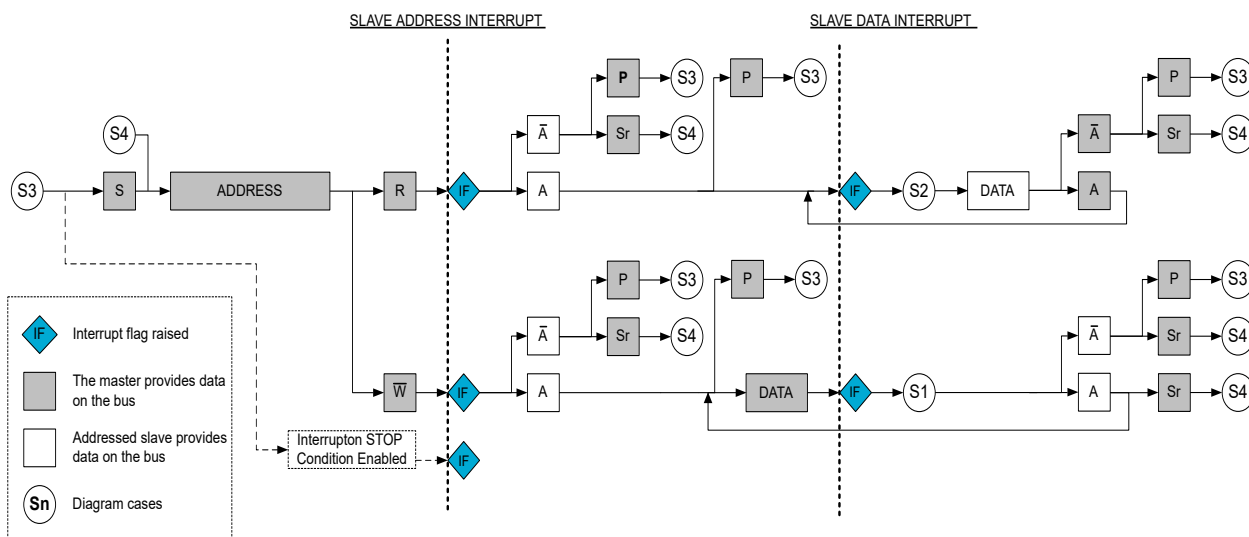 SLAVE ADDRESS INTERRUPT
SLAVE DATA INTERRUPT
P S3 P S3 P S3
S4 A̅ Sr S4 A̅ Sr S4
S3 S ADDRESS R IF A IF S2 DATA A
P S3 P S3 P S3
A̅ Sr S4 A̅ Sr S4
W̅ IF A DATA IF S1 A Sr S4
Interrupton STOP
Condition Enabled
IF
IF Interrupt flag raised
The master provides data
on the bus
Addressed slave provides
data on the bus
Sn Diagram cases